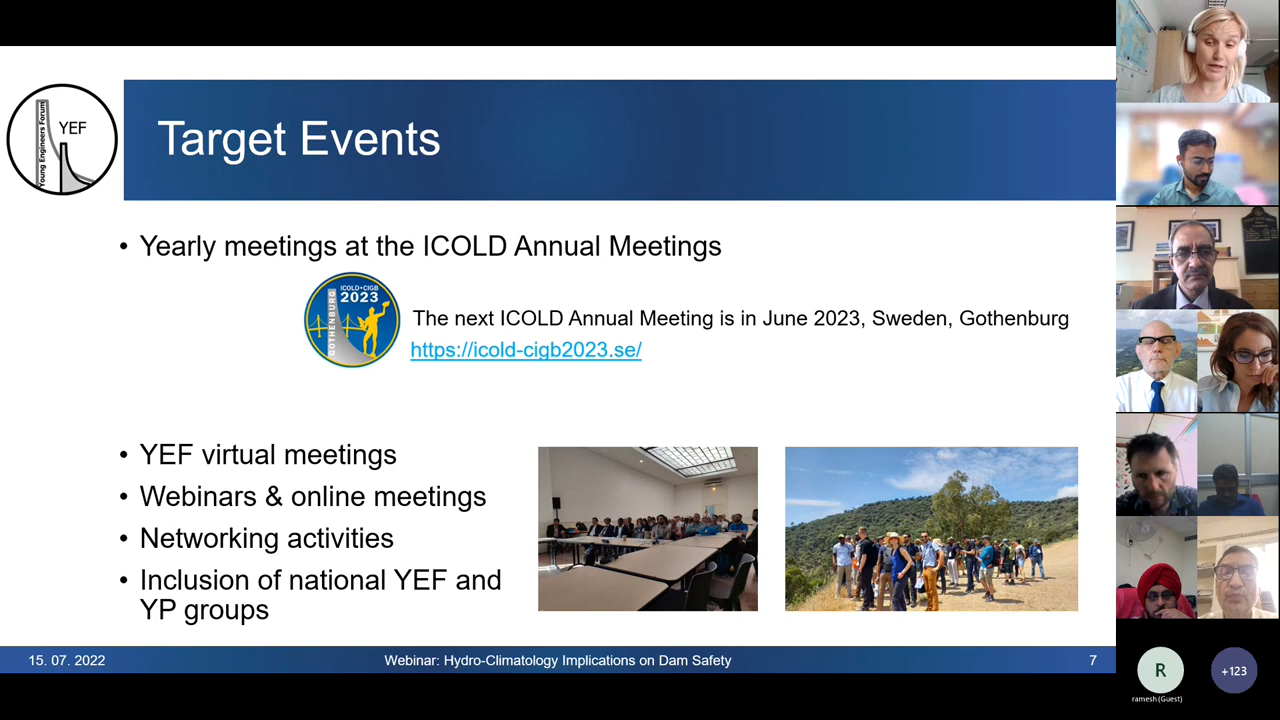 Young Engineers Forum
YEF
Target Events
• Yearly meetings at the ICOLD Annual Meetings
ICOLD•CIGB
2023
GOTHENBURG
The next ICOLD Annual Meeting is in June 2023, Sweden, Gothenburg
https://icold-cigb2023.se/
• YEF virtual meetings
• Webinars & online meetings
• Networking activities
• Inclusion of national YEF and
YP groups
15. 07. 2022
Webinar: Hydro-Climatology Implications on Dam Safety
7
R
ramesh (Guest)
+123